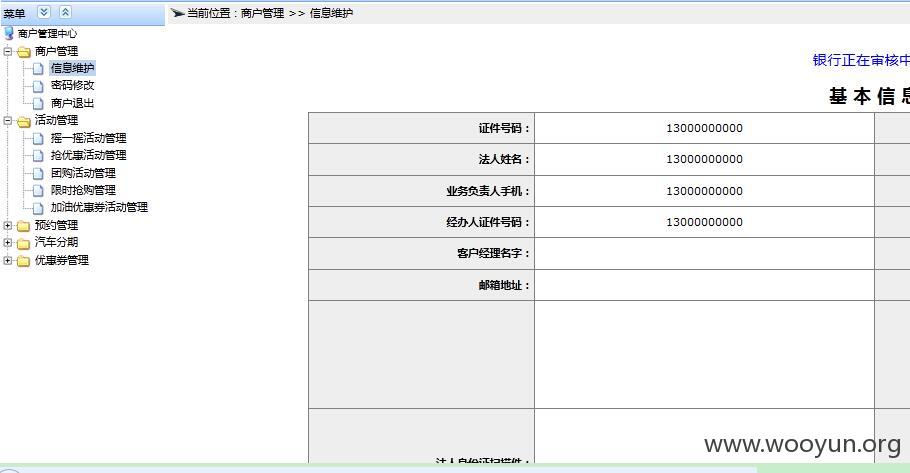 菜单
当前位置：商户管理 >> 信息维护
商户管理中心
商户管理
信息维护
密码修改
商户退出
活动管理
摇一摇活动管理
抢优惠活动管理
团购活动管理
限时抢购管理
加油优惠券活动管理
预约管理
汽车分期
优惠券管理
银行正在审核中
基本信息
证件号码： 13000000000
法人姓名： 13000000000
业务负责人手机： 13000000000
经办人证件号码： 13000000000
客户经理名字：
邮箱地址：
法人身份证扫描件：
www.wooyun.org